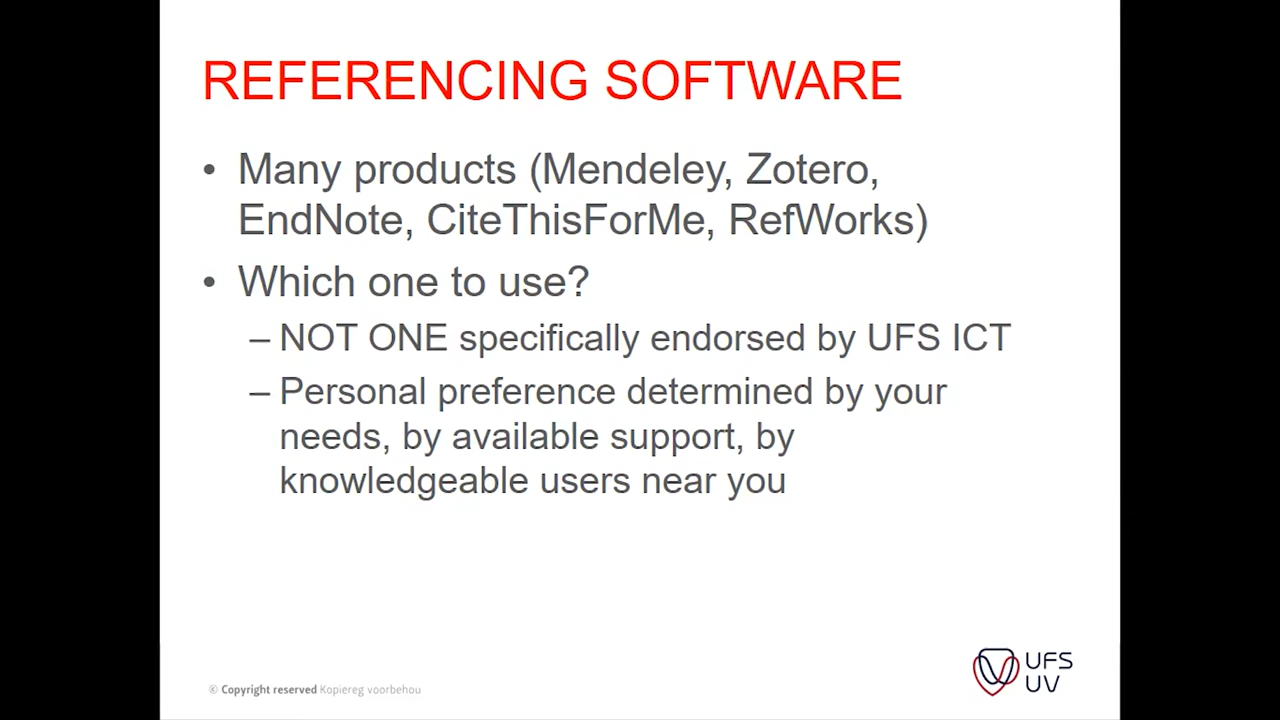 REFERENCING SOFTWARE
• Many products (Mendeley, Zotero,
EndNote, CiteThisForMe, RefWorks)
• Which one to use?
– NOT ONE specifically endorsed by UFS ICT
– Personal preference determined by your
needs, by available support, by
knowledgeable users near you
© Copyright reserved Kopiereg voorbehou
UFS
UV